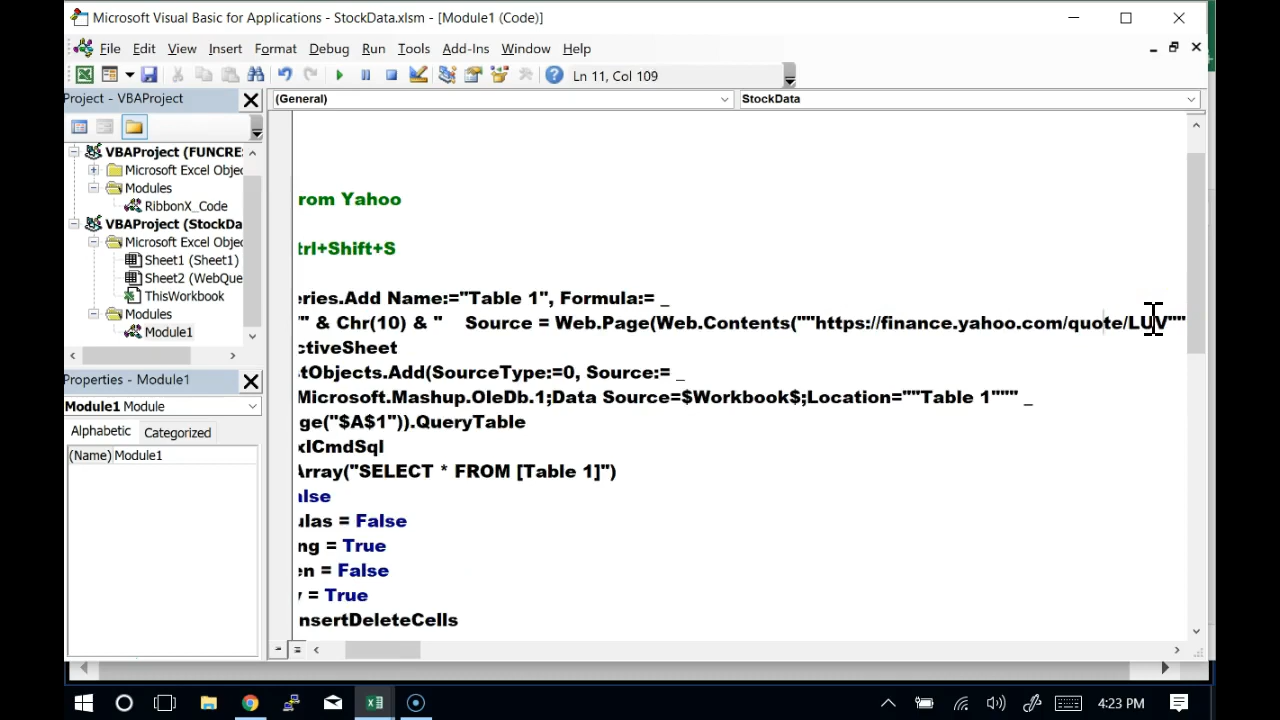 Microsoft Visual Basic for Applications - StockData.xlsm - [Module1 (Code)]
File Edit View Insert Format Debug Run Tools Add-Ins Window Help
Ln 11, Col 109
Project - VBAProject
(General)
StockData
VBAProject (FUNCRE
Microsoft Excel Objec
Modules
RibbonX_Code
VBAProject (StockDa
Microsoft Excel Objec
Sheet1 (Sheet1)
Sheet2 (WebQue
ThisWorkbook
Modules
Module1
Properties - Module1
Module1 Module
Alphabetic Categorized
(Name) Module1
rom Yahoo
trl+Shift+S
eries.Add Name:="Table 1", Formula:= _
" & Chr(10) & "    Source = Web.Page(Web.Contents(""https://finance.yahoo.com/quote/LUV""
ctiveSheet
stObjects.Add(SourceType:=0, Source:= _
Microsoft.Mashup.OleDb.1;Data Source=$Workbook$;Location=""Table 1""" _
ge("$A$1")).QueryTable
xlCmdSql
Array("SELECT * FROM [Table 1]")
alse
ulas = False
ng = True
en = False
y = True
nsertDeleteCells
4:23 PM